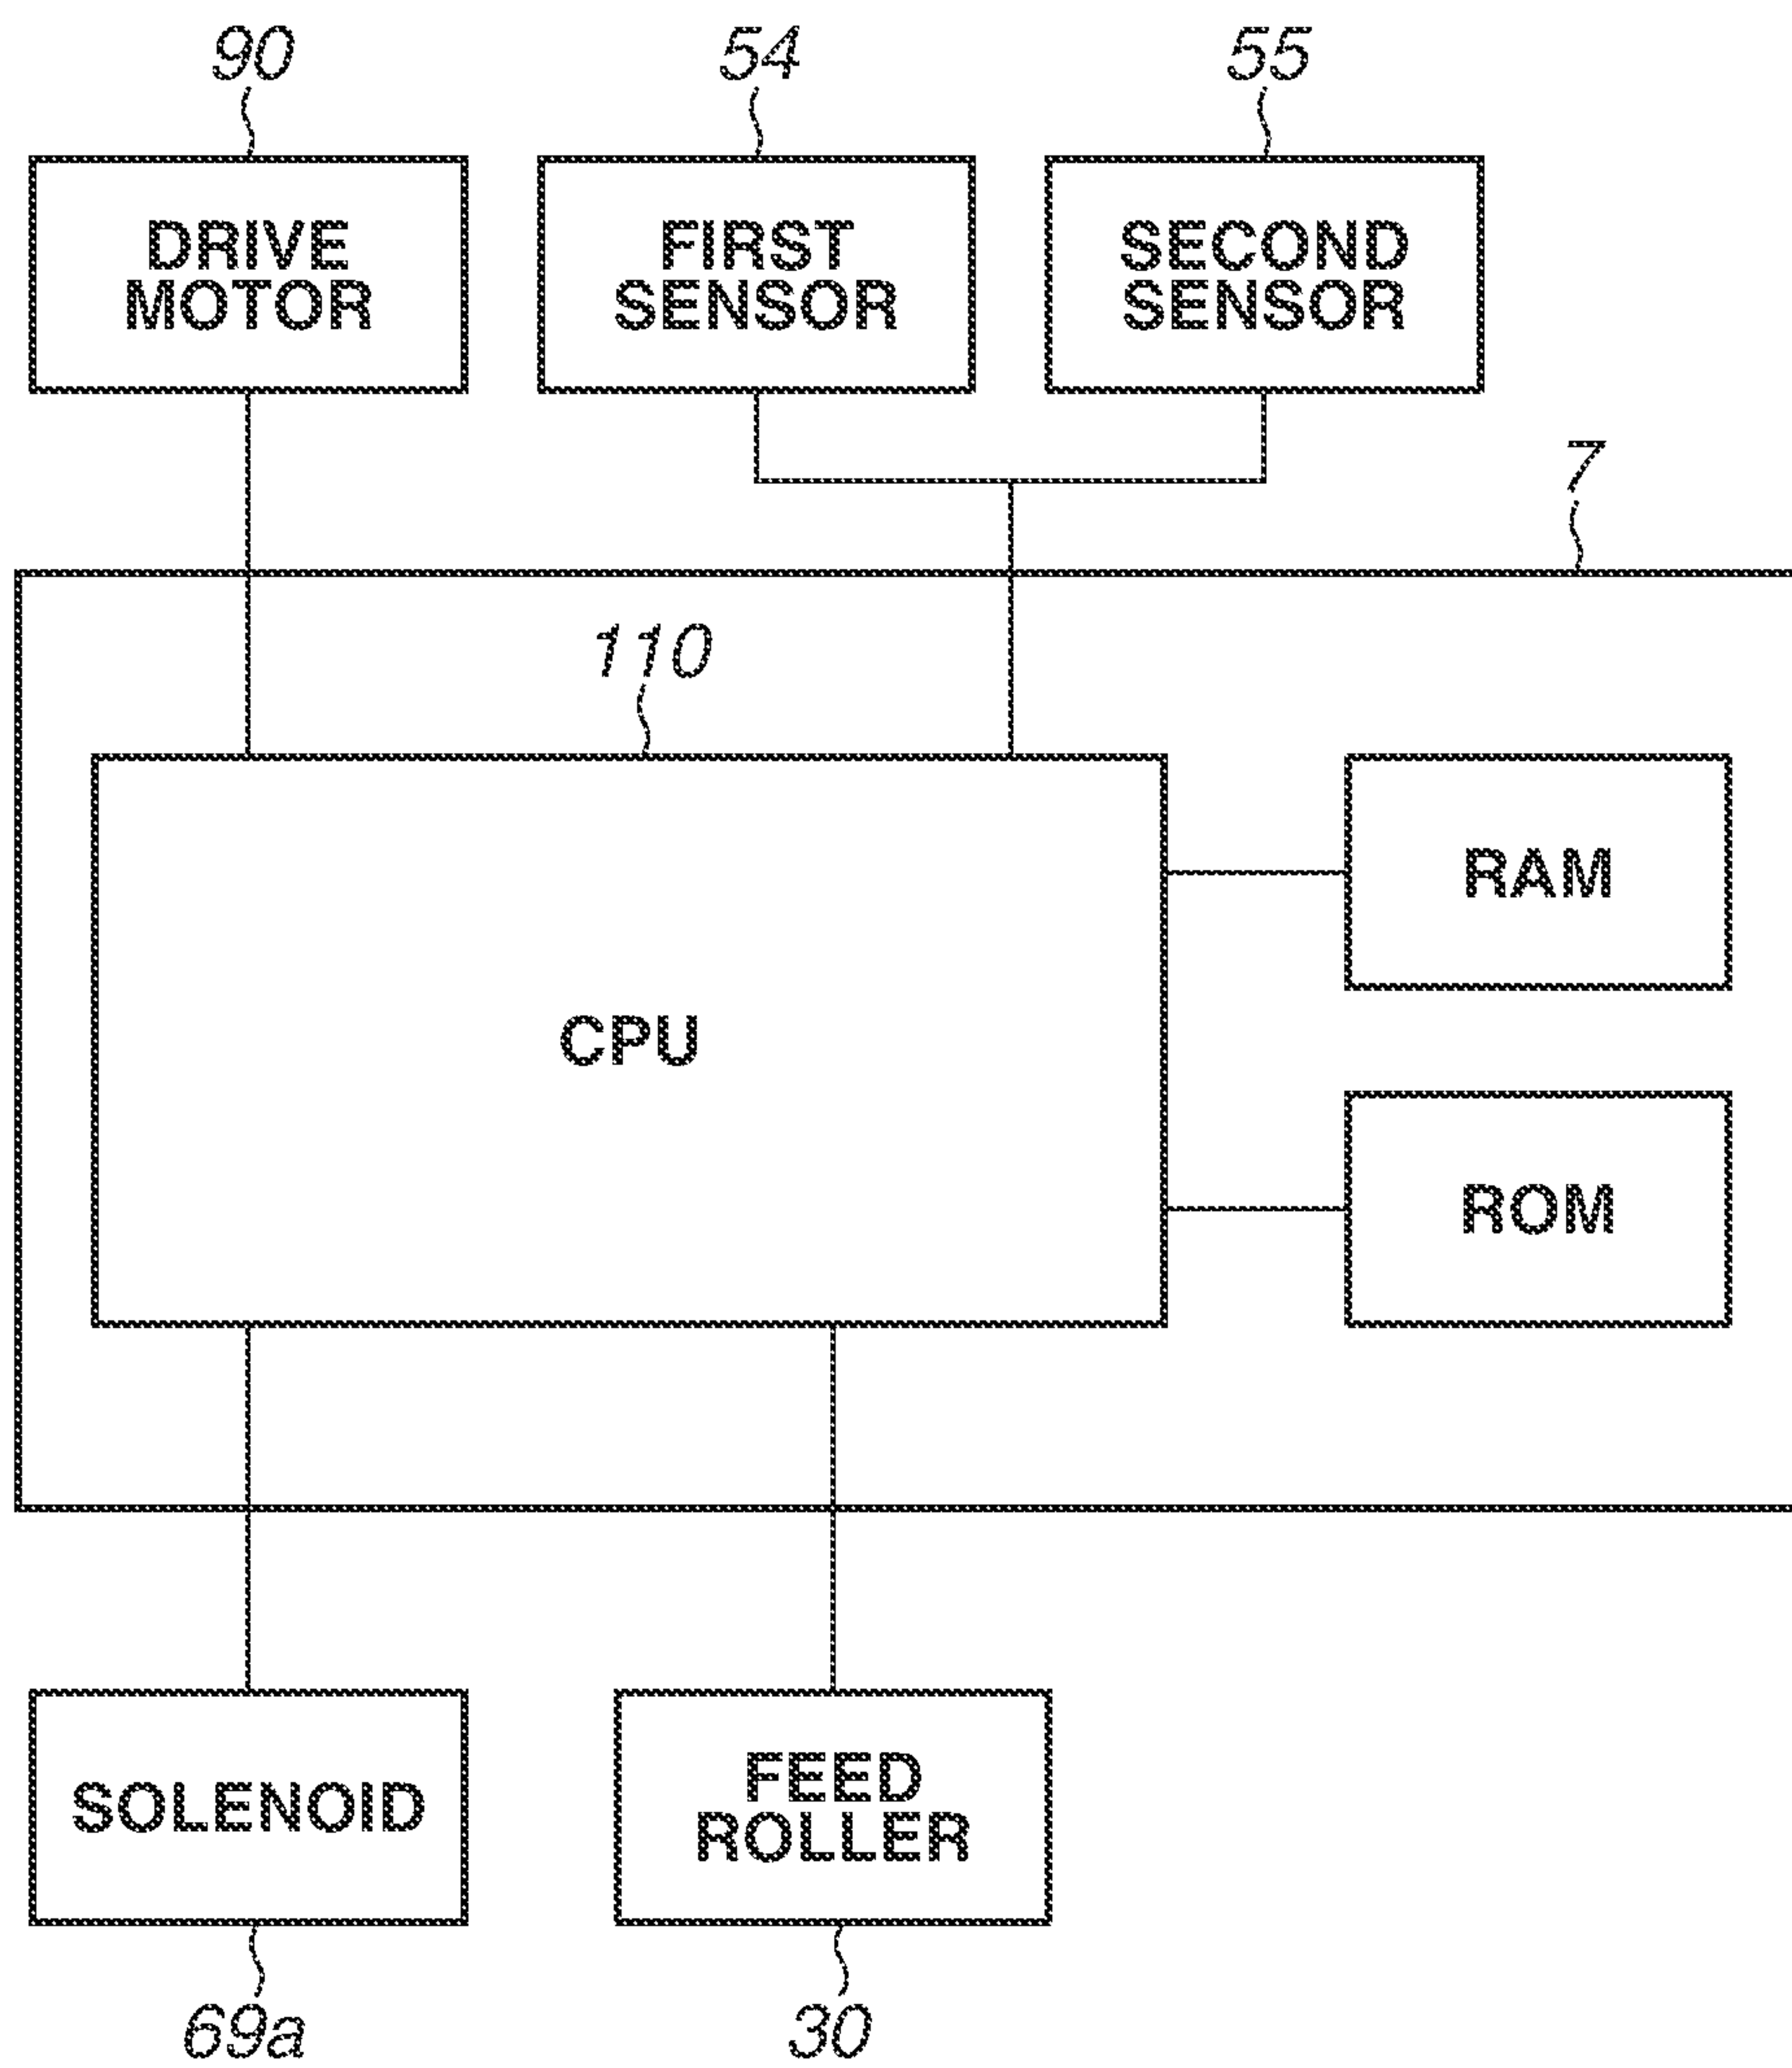 90
54
55
DRIVE
MOTOR
FIRST
SENSOR
SECOND
SENSOR
7
110
CPU
RAM
ROM
SOLENOID
FEED
ROLLER
69a
30